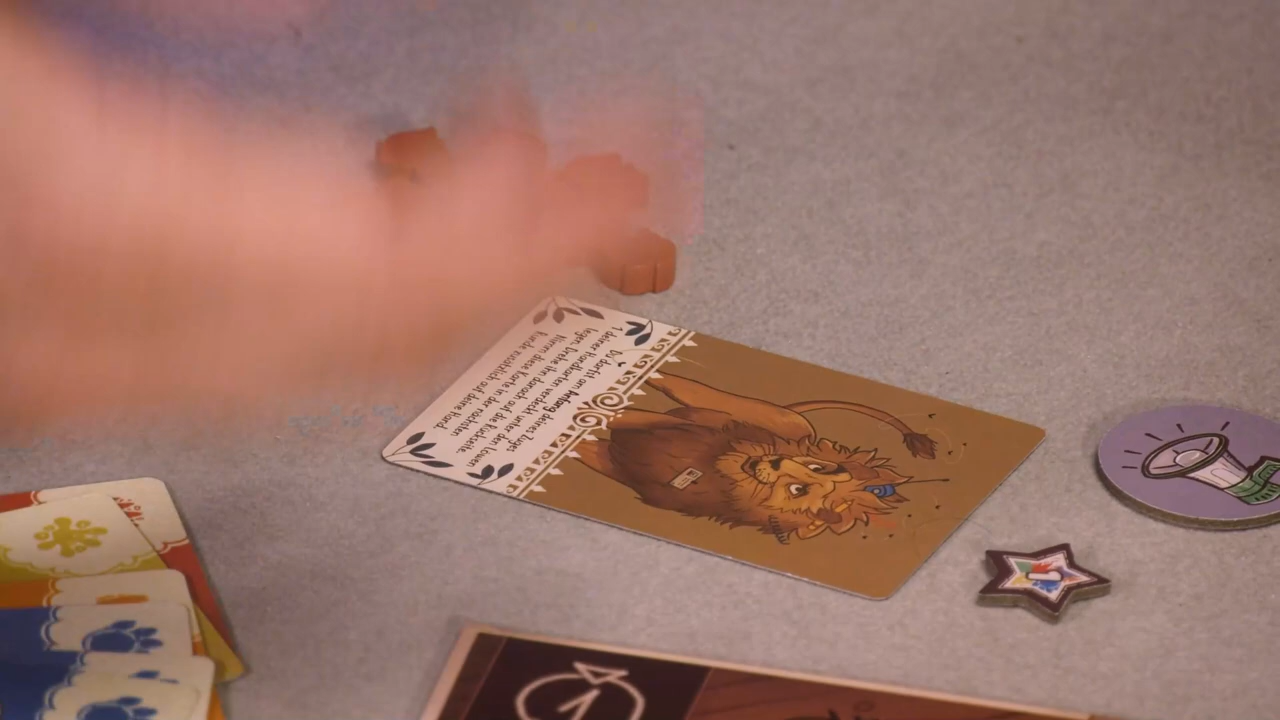 Du darfst am Anfang deines Zuges
1 deiner Handkarten verdeckt unter den Löwen
legen. Drehe ihn danach auf die Rückseite.
Nimm diese Karte in der nächsten
Runde zusätzlich auf deine Hand.